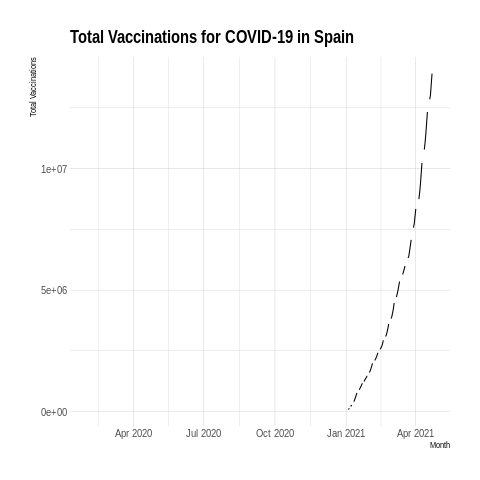 Total Vaccinations for COVID-19 in Spain
Total Vaccinations
1e+07
5e+06
0e+00
Apr 2020 Jul 2020 Oct 2020 Jan 2021 Apr 2021
Month